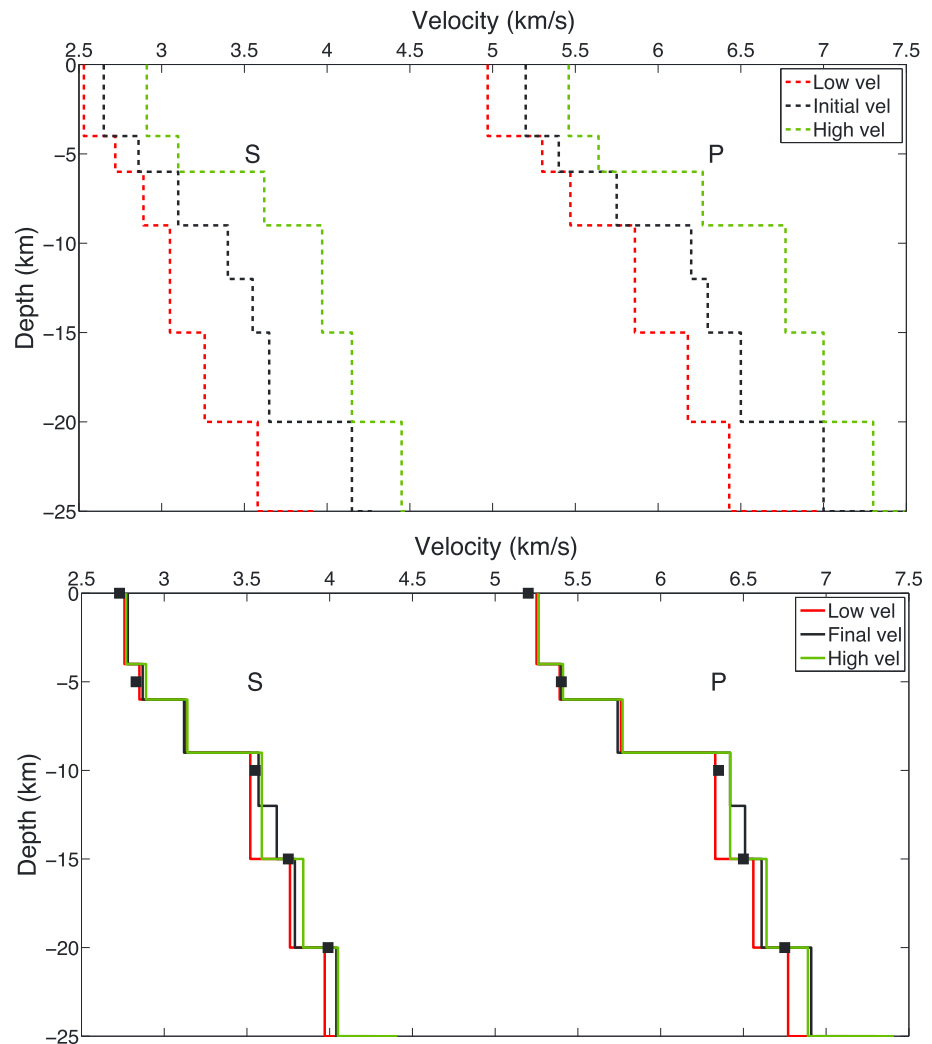 Velocity (km/s)
2.5 3 3.5 4 4.5 5 5.5 6 6.5 7 7.5
0
−5
−10
−15
−20
−25
Depth (km)
S
P
Low vel
Initial vel
High vel
Velocity (km/s)
2.5 3 3.5 4 4.5 5 5.5 6 6.5 7 7.5
0
−5
−10
−15
−20
−25
Depth (km)
S
P
Low vel
Final vel
High vel